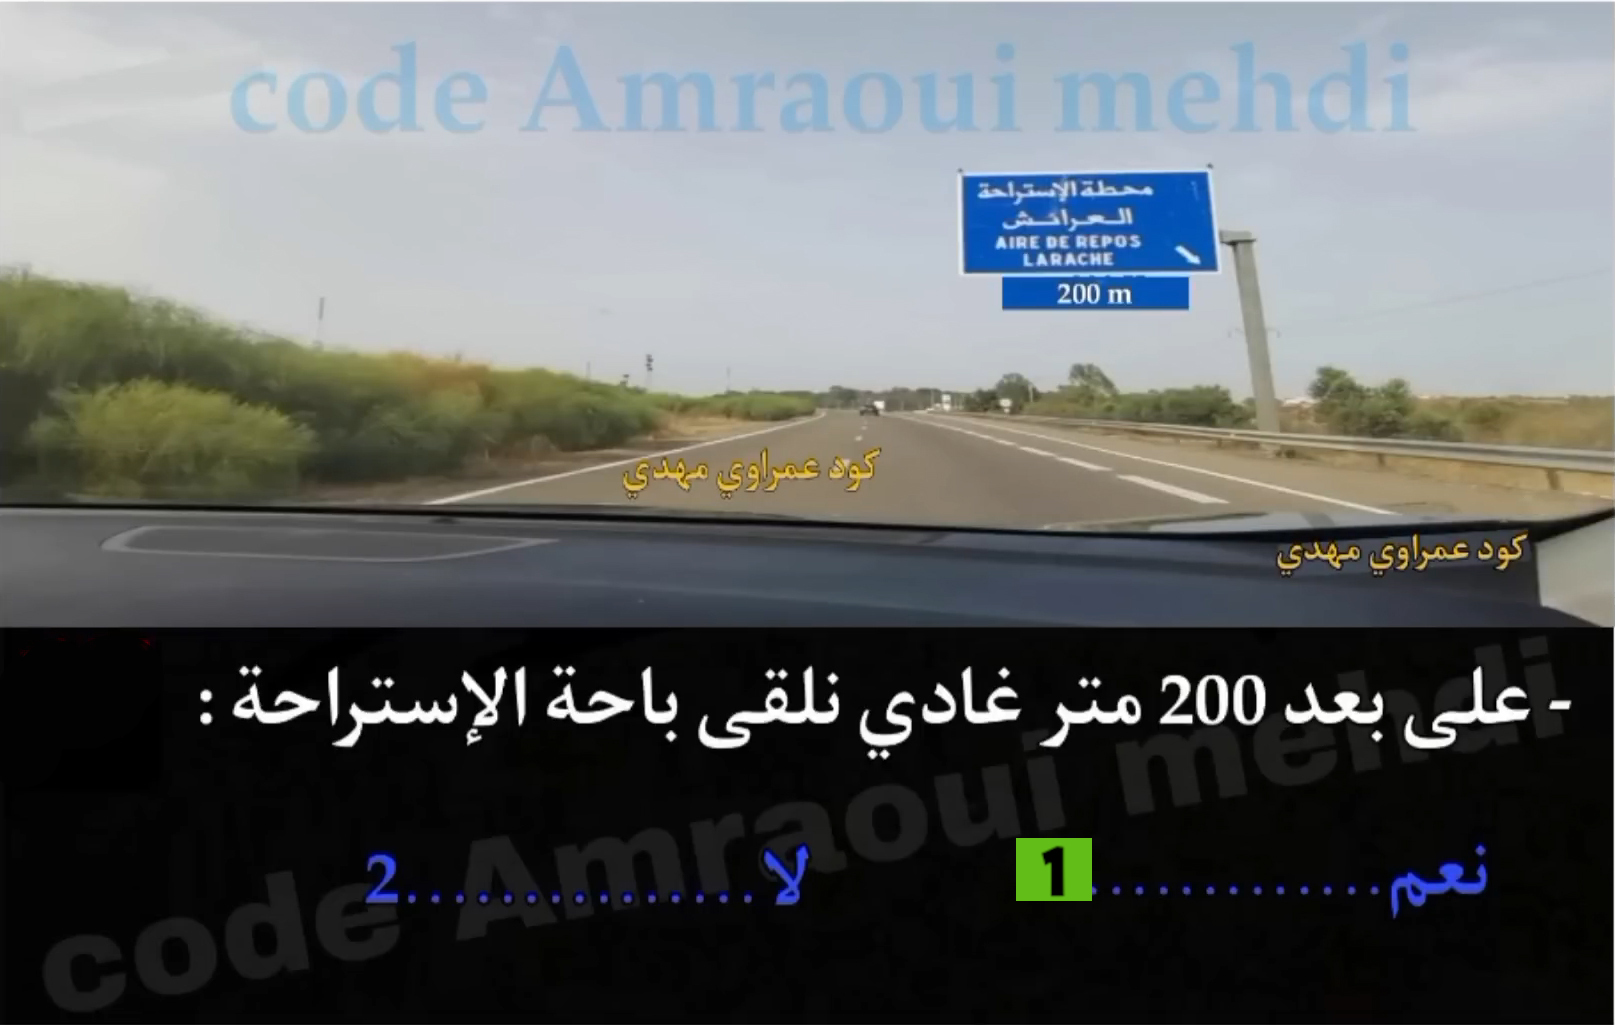 code Amraoui mehdi
محطة الإستراحة
العرائش
AIRE DE REPOS
LARACHE
200 m
كود عمراوي مهدي
كود عمراوي مهدي
- على بعد 200 متر غادي نلقى باحة الإستراحة :
نعم.............1
لا...............2
code Amraoui mehdi